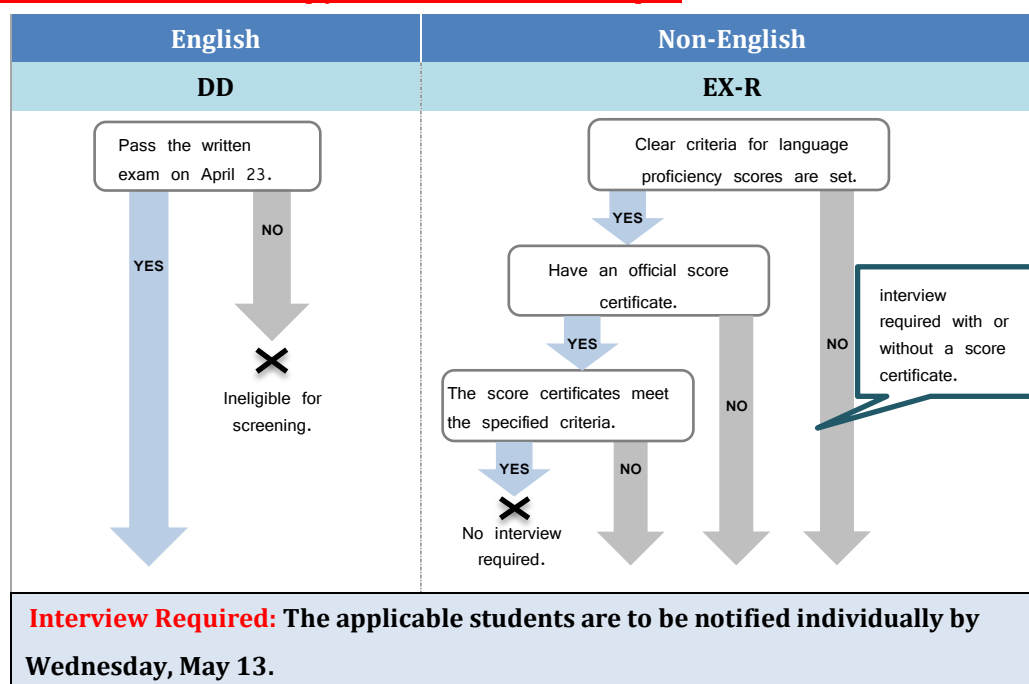 English
Non-English
DD
EX-R
Pass the written
exam on April 23.
YES
NO
Ineligible for
screening.
Clear criteria for language
proficiency scores are set.
YES
NO
Have an official score
certificate.
YES
NO
The score certificates meet
the specified criteria.
YES
NO
No interview
required.
interview
required with or
without a score
certificate.
Interview Required: The applicable students are to be notified individually by
Wednesday, May 13.